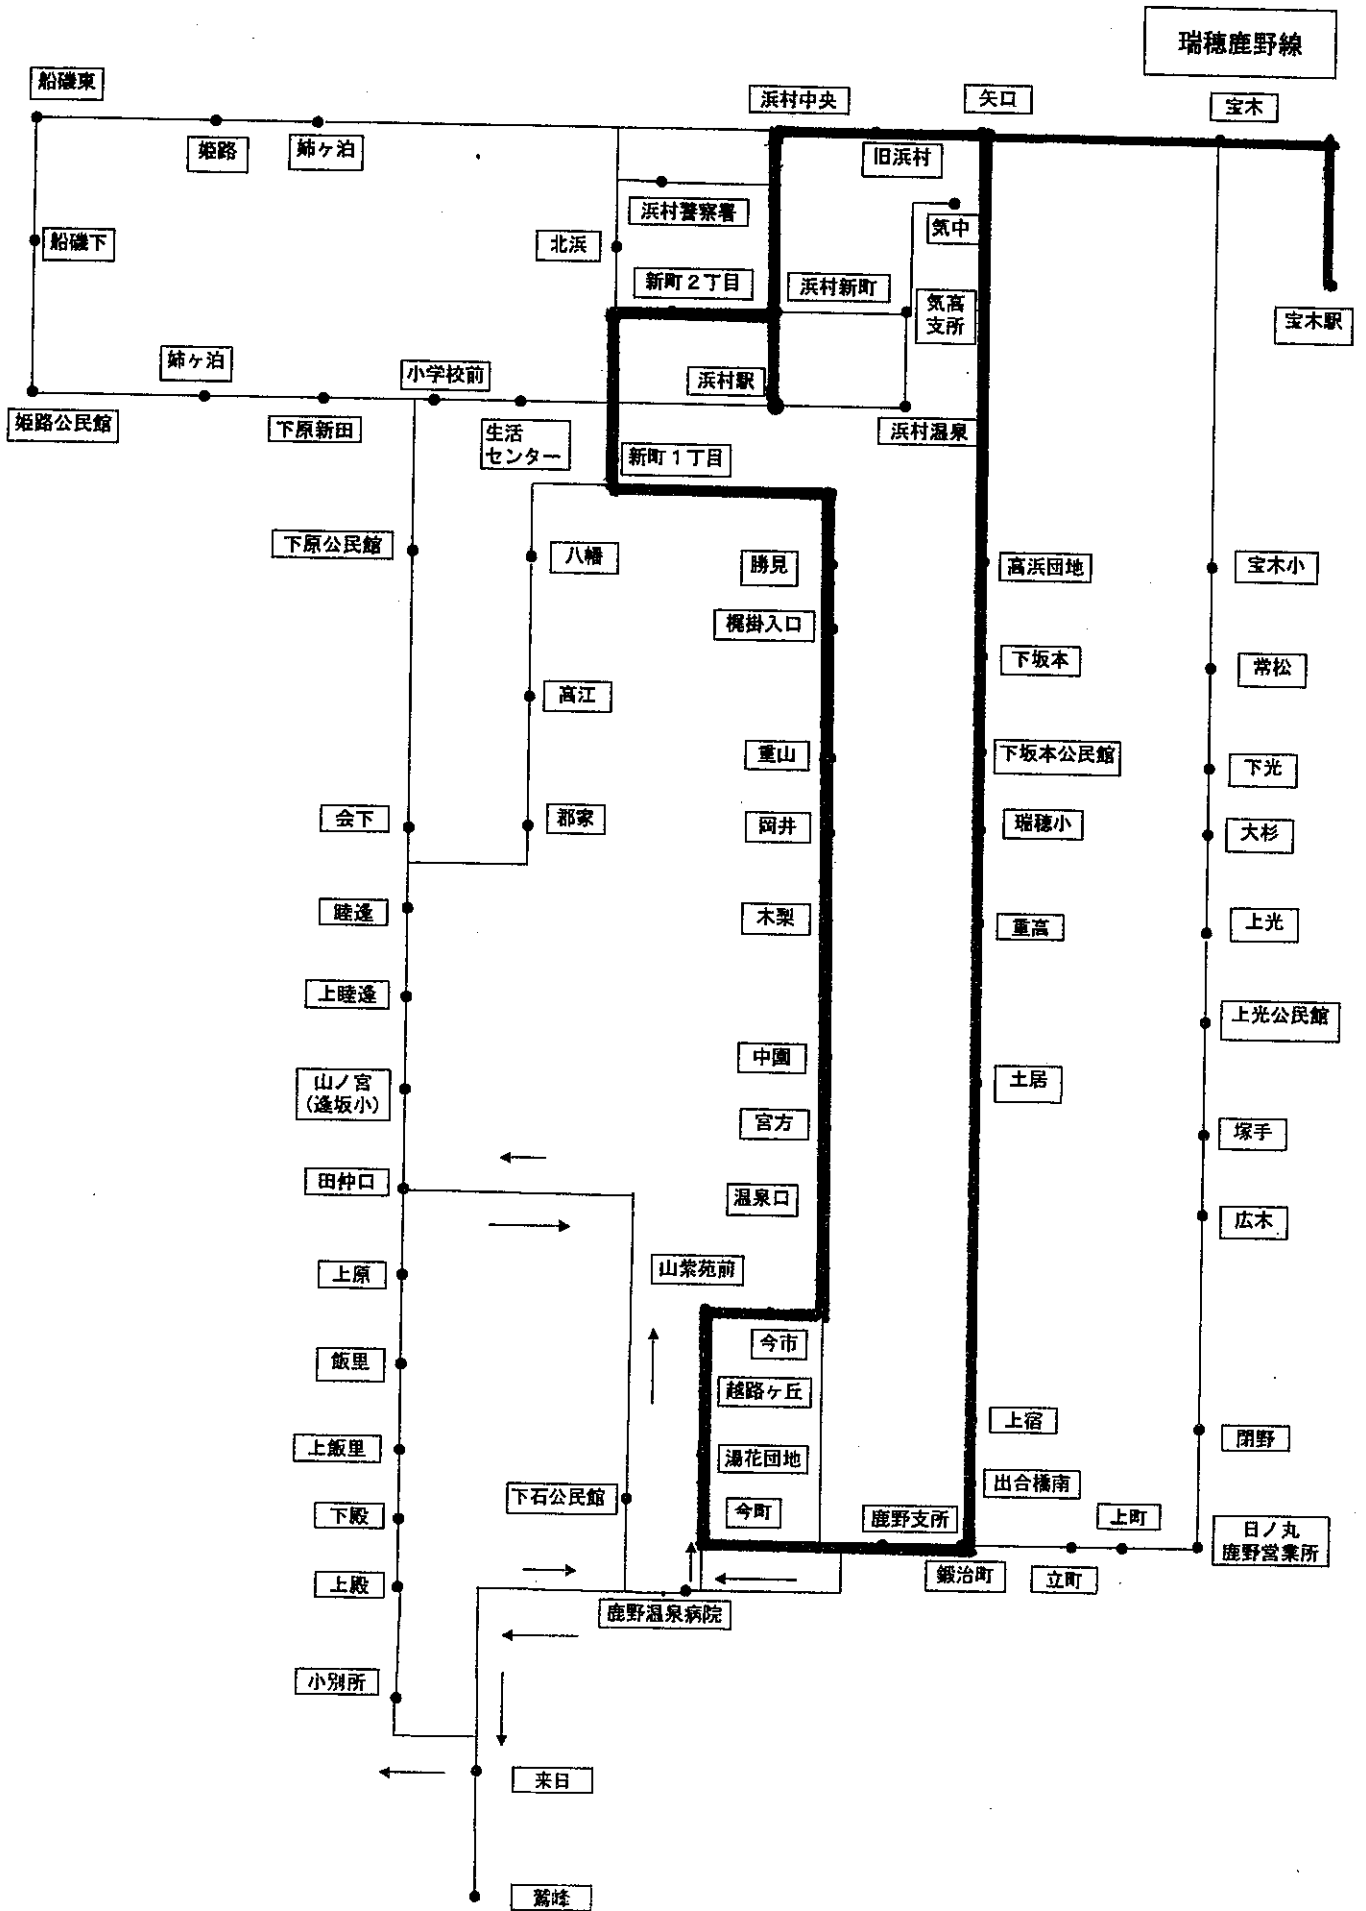 瑞穂鹿野線
船磯東
浜村中央
矢口
宝木
姫路
姉ヶ泊
旧浜村
浜村警察署
気中
船磯下
北浜
新町2丁目
浜村新町
気高
支所
宝木駅
姉ヶ泊
小学校前
浜村駅
姫路公民館
下原新田
生活
センター
新町1丁目
浜村温泉
下原公民館
八幡
勝見
高浜団地
宝木小
梶掛入口
下坂本
常松
高江
重山
下坂本公民館
下光
会下
郡家
岡井
瑞穂小
大杉
睦逢
木梨
重高
上光
上睦逢
上光公民館
中園
山ノ宮
(逢坂小)
土居
宮方
塚手
田仲口
温泉口
広木
上原
山紫苑前
今市
飯里
越路ヶ丘
上宿
上飯里
湯花団地
閉野
出合橋南
下石公民館
今町
鹿野支所
上町
日ノ丸
鹿野営業所
下殿
上殿
鍛冶町
立町
鹿野温泉病院
小別所
来日
鷲峰